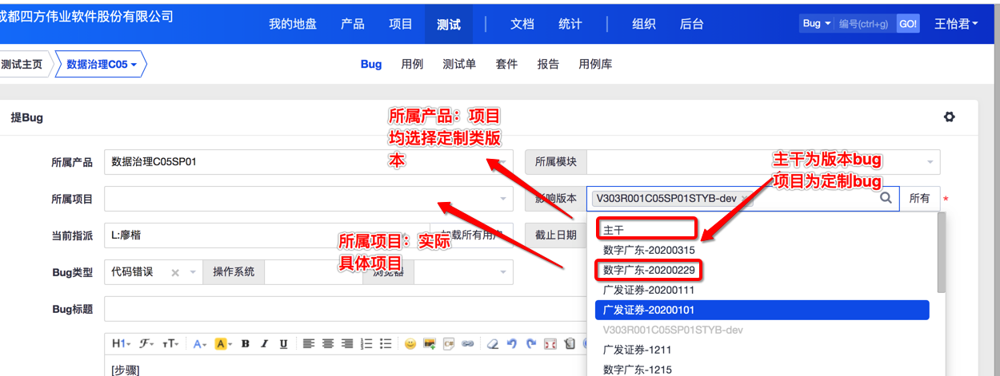 成都四方伟业软件股份有限公司
我的地盘 产品 项目 测试 文档 统计 组织 后台 Bug 编号(ctrl+g) GO! 王怡君
测试主页 数据治理C05 Bug 用例 测试单 套件 报告 用例库
提Bug
所属产品：项目
均选择定制类版
本
所属产品 数据治理C05SP01 所属模块
主干为版本bug
项目为定制bug
所属项目 影响版本 V303R001C05SP01STYB-dev × 所有 *
当前指派 L:廖楷 加载所有用户 截止日期
所属项目：实际
具体项目
Bug类型 代码错误 × 操作系统 浏览器
Bug标题
主干
数字广东-20200315
数字广东-20200229
广发证券-20200111
广发证券-20200101
V303R001C05SP01STYB-dev
广发证券-1211
数字广东-1215
H1 ℱ тT A A B I U
[步骤]